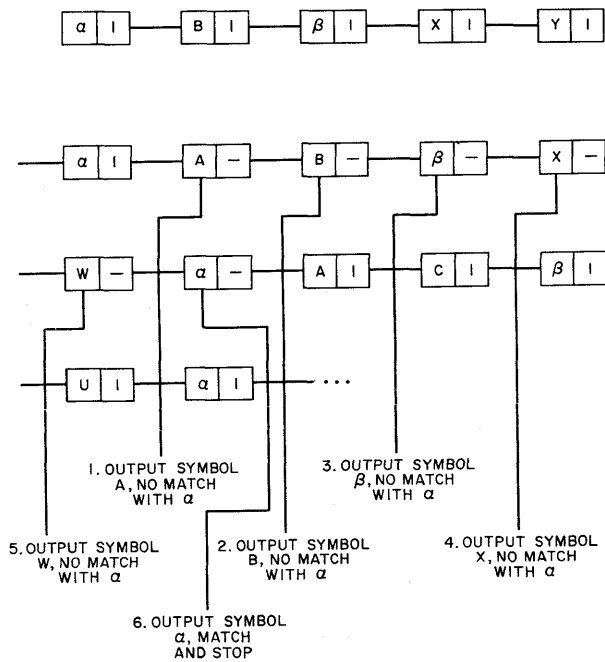 α I B I β I X I Y I
α I A — B — β — X —
W — α — A I C I β I
U I α I ...
1. OUTPUT SYMBOL
A, NO MATCH
WITH α
3. OUTPUT SYMBOL
β, NO MATCH
WITH α
5. OUTPUT SYMBOL
W, NO MATCH
WITH α
2. OUTPUT SYMBOL
B, NO MATCH
WITH α
4. OUTPUT SYMBOL
X, NO MATCH
WITH α
6. OUTPUT SYMBOL
α, MATCH
AND STOP